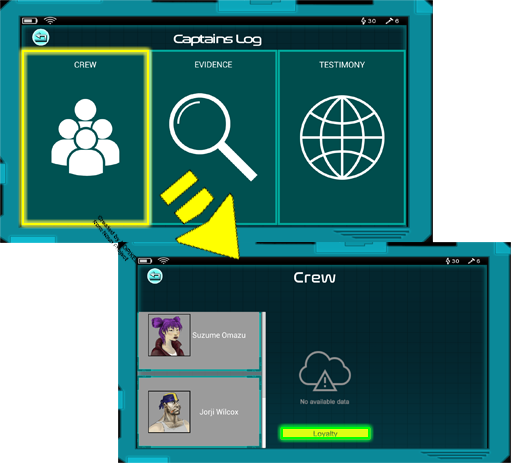 30 6
Captains Log
CREW
EVIDENCE
TESTIMONY
30 6
Crew
Suzume Omazu
Jorji Wilcox
No available data
Loyalty